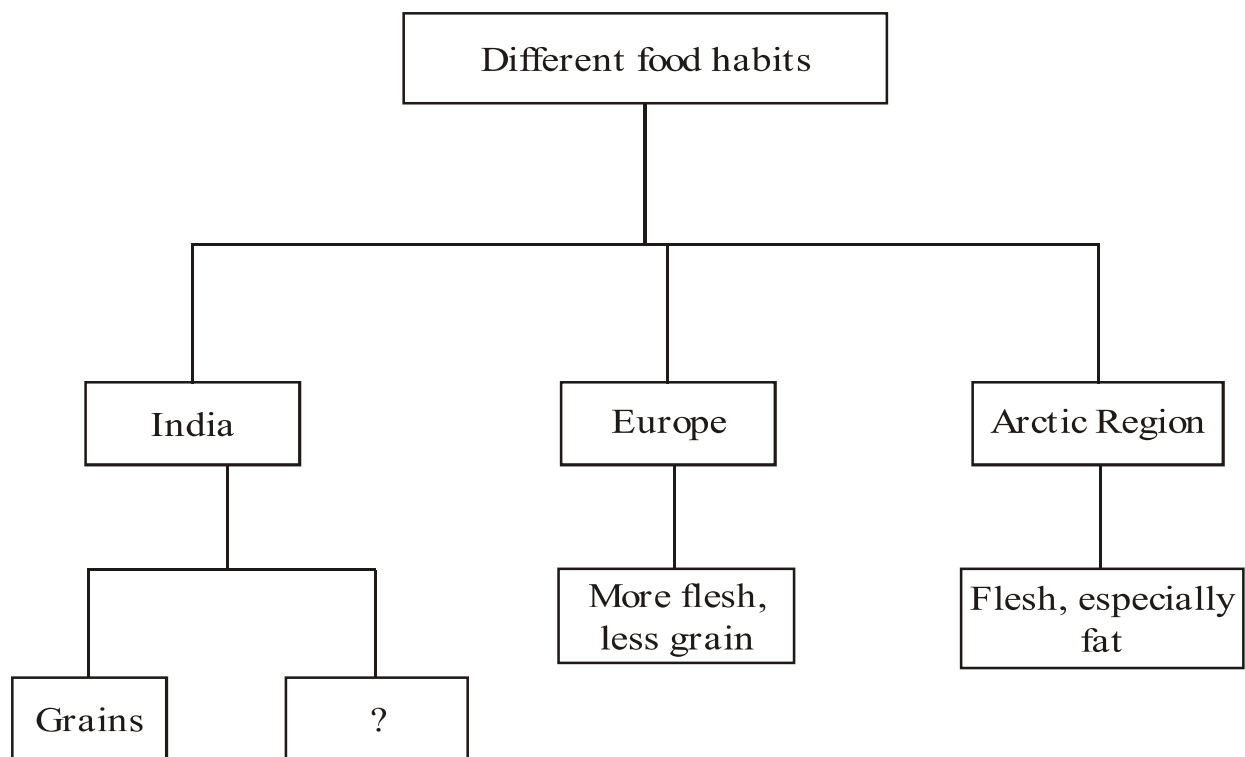 Different food habits
India
Europe
Arctic Region
More flesh,
less grain
Flesh, especially
fat
Grains
?